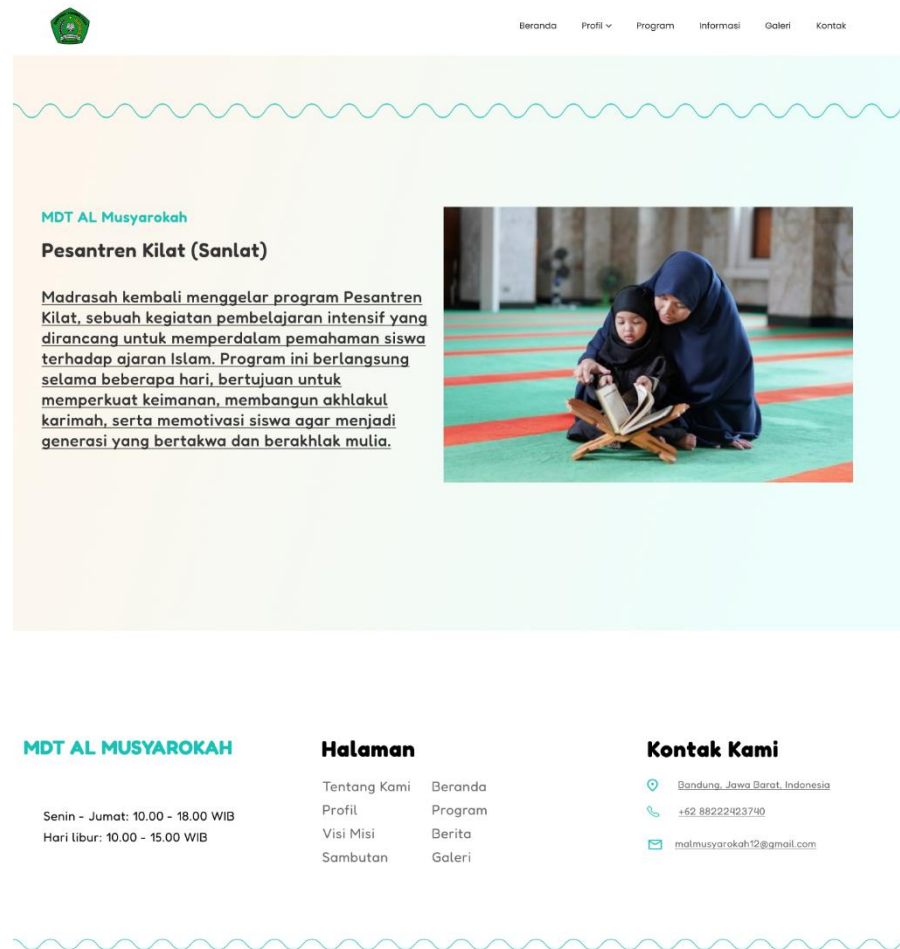 Beranda Profil Program Informasi Galeri Kontak
MDT AL Musyarokah
Pesantren Kilat (Sanlat)
Madrasah kembali menggelar program Pesantren
Kilat, sebuah kegiatan pembelajaran intensif yang
dirancang untuk memperdalam pemahaman siswa
terhadap ajaran Islam. Program ini berlangsung
selama beberapa hari, bertujuan untuk
memperkuat keimanan, membangun akhlakul
karimah, serta memotivasi siswa agar menjadi
generasi yang bertakwa dan berakhlak mulia.
MDT AL MUSYAROKAH
Senin - Jumat: 10.00 - 18.00 WIB
Hari libur: 10.00 - 15.00 WIB
Halaman
Tentang Kami Beranda
Profil Program
Visi Misi Berita
Sambutan Galeri
Kontak Kami
Bandung, Jawa Barat, Indonesia
+62 88222423740
malmusyarokah12@gmail.com